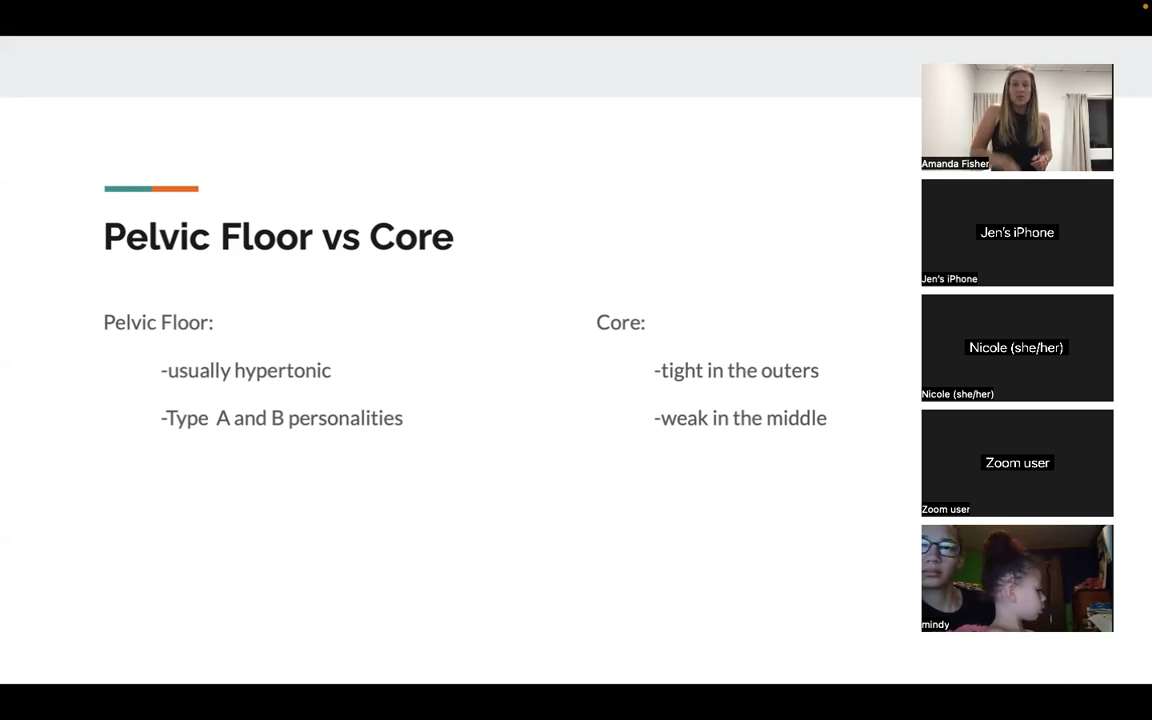 Pelvic Floor vs Core
Pelvic Floor:
-usually hypertonic
-Type A and B personalities
Core:
-tight in the outers
-weak in the middle
Amanda Fisher
Jen's iPhone
Jen's iPhone
Nicole (she/her)
Nicole (she/her)
Zoom user
Zoom user
mindy